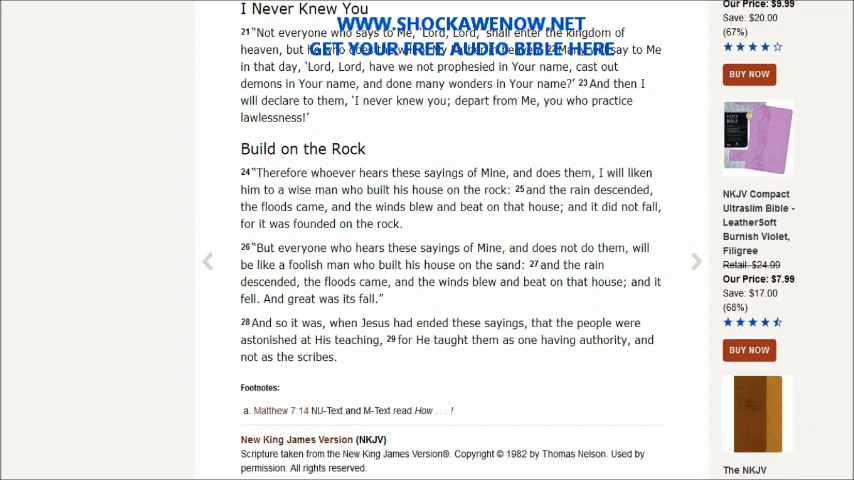 I Never Knew You
WWW.SHOCKAWENOW.NET
GET YOUR FREE AUDIO BIBLE HERE
21 "Not everyone who says to Me, 'Lord, Lord,' shall enter the kingdom of
heaven, but he who does the will of My Father in heaven. 22 Many will say to Me
in that day, 'Lord, Lord, have we not prophesied in Your name, cast out
demons in Your name, and done many wonders in Your name?' 23 And then I
will declare to them, 'I never knew you; depart from Me, you who practice
lawlessness!'
Build on the Rock
24 "Therefore whoever hears these sayings of Mine, and does them, I will liken
him to a wise man who built his house on the rock: 25 and the rain descended,
the floods came, and the winds blew and beat on that house; and it did not fall,
for it was founded on the rock.
26 "But everyone who hears these sayings of Mine, and does not do them, will
be like a foolish man who built his house on the sand: 27 and the rain
descended, the floods came, and the winds blew and beat on that house; and it
fell. And great was its fall."
28 And so it was, when Jesus had ended these sayings, that the people were
astonished at His teaching, 29 for He taught them as one having authority, and
not as the scribes.
Footnotes:
a. Matthew 7:14 NU-Text and M-Text read How . . . !
New King James Version (NKJV)
Scripture taken from the New King James Version®. Copyright © 1982 by Thomas Nelson. Used by
permission. All rights reserved.
Our Price: $9.99
Save: $20.00
(67%)
BUY NOW
HOLY
BIBLE
NKJV Compact
Ultraslim Bible -
LeatherSoft
Burnish Violet,
Filigree
Retail: $24.99
Our Price: $7.99
Save: $17.00
(68%)
BUY NOW
The NKJV